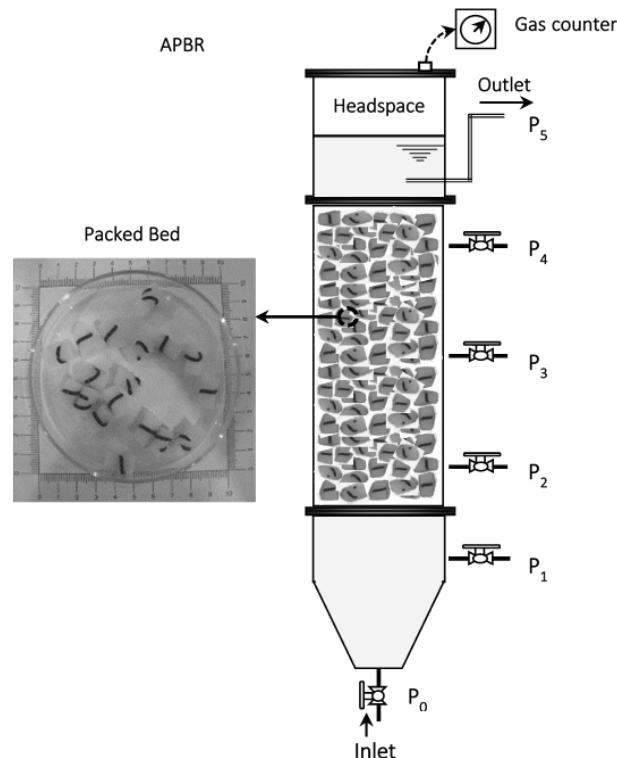 APBR
Gas counter
Outlet
Headspace
P5
Packed Bed
P4
P3
P2
P1
P0
Inlet